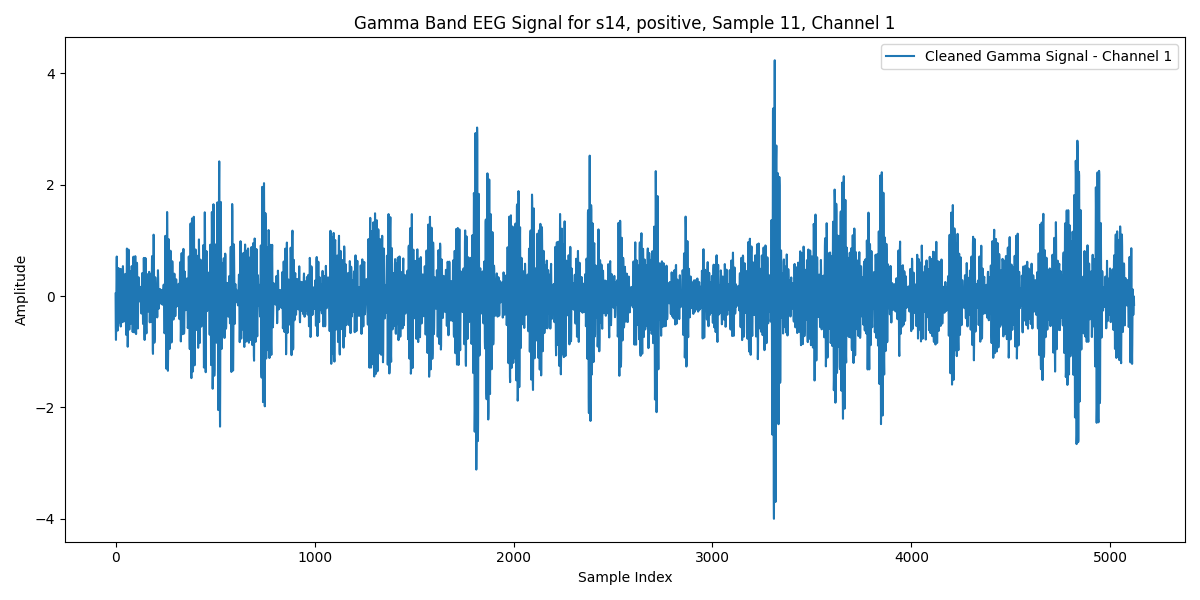 Gamma Band EEG Signal for s14, positive, Sample 11, Channel 1
Cleaned Gamma Signal - Channel 1
Amplitude
4
2
0
−2
−4
0 1000 2000 3000 4000 5000
Sample Index